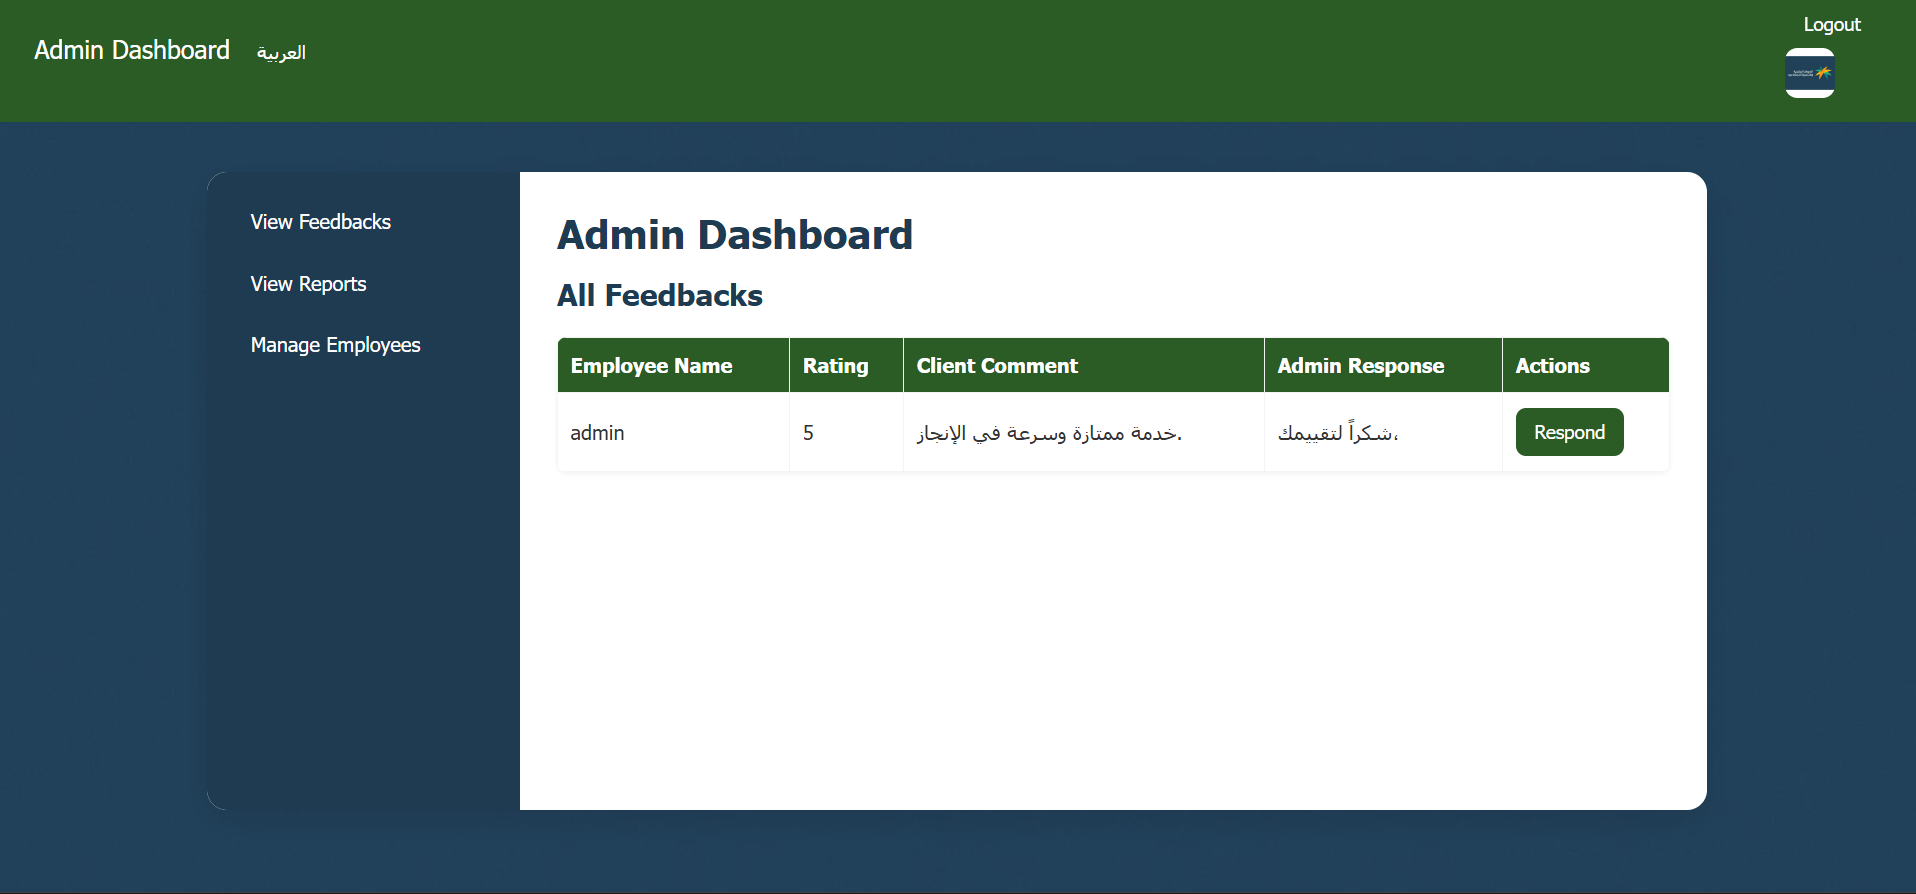 Admin Dashboard العربية
Logout
View Feedbacks
View Reports
Manage Employees
Admin Dashboard
All Feedbacks
Employee Name Rating Client Comment Admin Response Actions
admin 5 خدمة ممتازة وسرعة في الإنجاز. شكراً لتقييمك، Respond